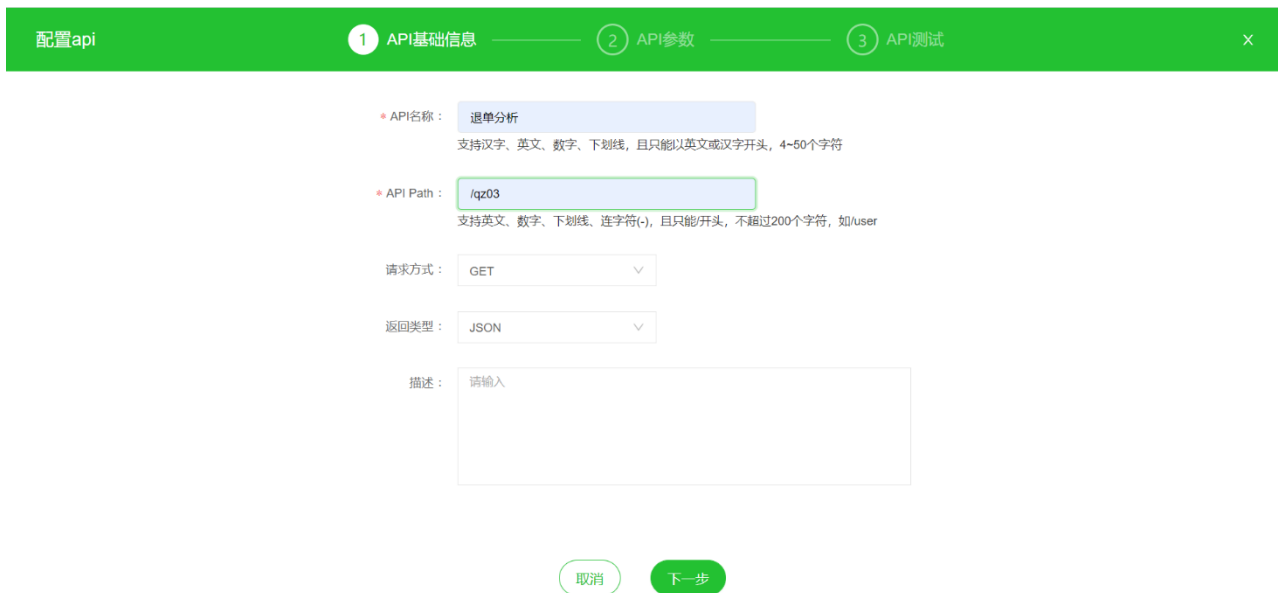 配置api
1 API基础信息
2 API参数
3 API测试
X
* API名称：
退单分析
支持汉字、英文、数字、下划线，且只能以英文或汉字开头，4~50个字符
* API Path：
/qz03
支持英文、数字、下划线、连字符(-)，且只能/开头，不超过200个字符，如/user
请求方式：
GET
返回类型：
JSON
描述：
请输入
取消
下一步